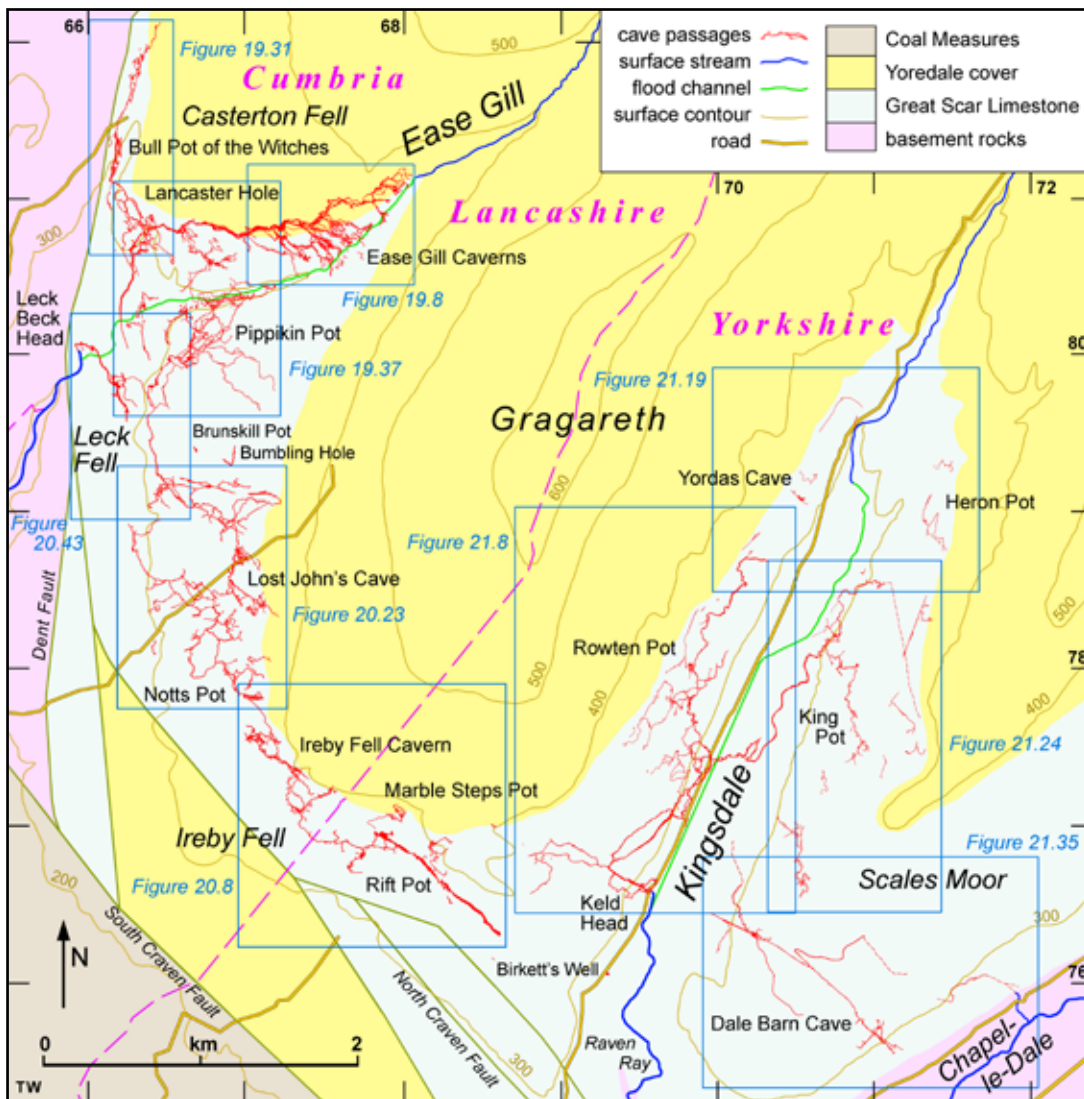 66
68
500
cave passages
surface stream
flood channel
surface contour
road
Coal Measures
Yoredale cover
Great Scar Limestone
basement rocks
Figure 19.31
Cumbria
Casterton Fell
Ease Gill
Bull Pot of the Witches
Lancaster Hole
70
72
300
Lancashire
Ease Gill Caverns
Leck
Beck
Head
Figure 19.8
Pippikin Pot
Yorkshire
80
Figure 19.37
Figure 21.19
Gragareth
Leck
Fell
Brunskill Pot
Bumbling Hole
Yordas Cave
600
Heron Pot
Figure
20.43
Figure 21.8
Lost John's Cave
Dent Fault
Figure 20.23
500
Rowten Pot
78
500
400
Notts Pot
400
King
Pot
Ireby Fell Cavern
Figure 21.24
Marble Steps Pot
Kingsdale
Ireby Fell
Figure 21.35
200
Figure 20.8
Rift Pot
Scales Moor
Keld
Head
300
South Craven Fault
N
Birkett's Well
76
North Craven Fault
Dale Barn Cave
0
km
2
300
Raven
Ray
Chapel-
le-Dale
TW